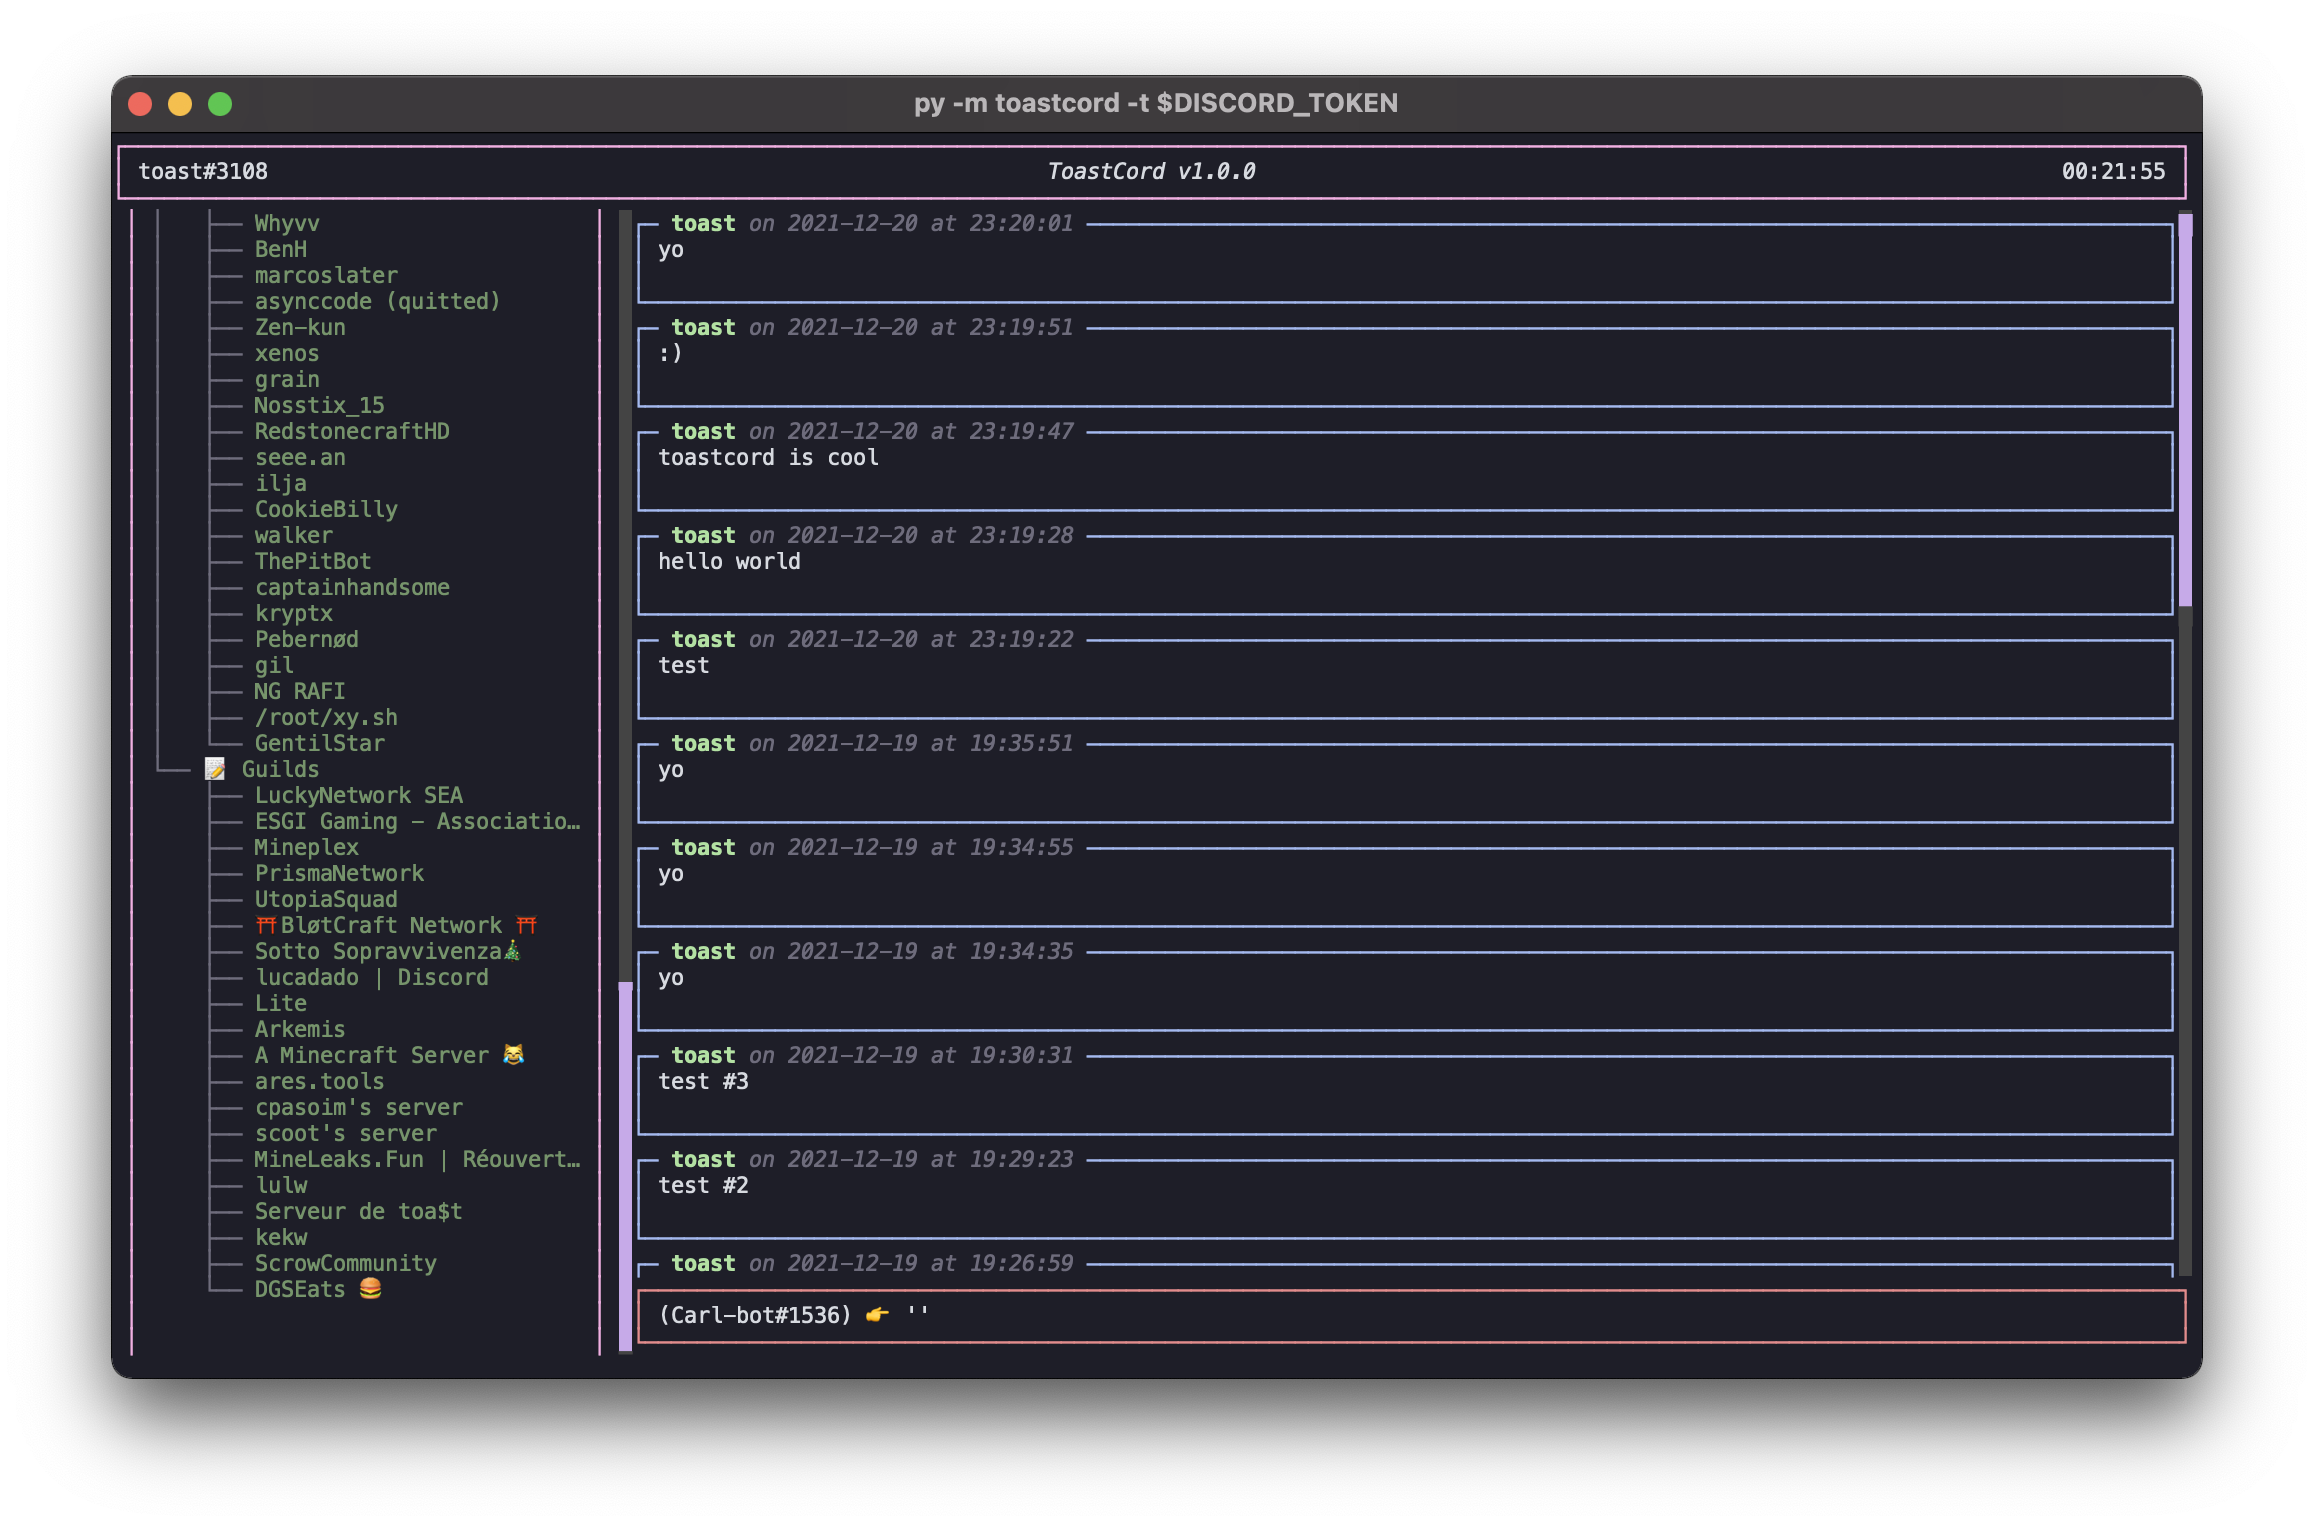 py -m toastcord -t $DISCORD_TOKEN
toast#3108
ToastCord v1.0.0
00:21:55
Whyvv
BenH
marcoslater
asynccode (quitted)
Zen-kun
xenos
grain
Nosstix_15
RedstonecraftHD
seee.an
ilja
CookieBilly
walker
ThePitBot
captainhandsome
kryptx
Pebernød
gil
NG RAFI
/root/xy.sh
GentilStar
📝 Guilds
LuckyNetwork SEA
ESGI Gaming - Associatio…
Mineplex
PrismaNetwork
UtopiaSquad
⛩BløtCraft Network ⛩
Sotto Sopravvivenza🎄
lucadado | Discord
Lite
Arkemis
A Minecraft Server 😹
ares.tools
cpasoim's server
scoot's server
MineLeaks.Fun | Réouvert…
lulw
Serveur de toa$t
kekw
ScrowCommunity
DGSEats 🍔
toast on 2021-12-20 at 23:20:01
yo
toast on 2021-12-20 at 23:19:51
:)
toast on 2021-12-20 at 23:19:47
toastcord is cool
toast on 2021-12-20 at 23:19:28
hello world
toast on 2021-12-20 at 23:19:22
test
toast on 2021-12-19 at 19:35:51
yo
toast on 2021-12-19 at 19:34:55
yo
toast on 2021-12-19 at 19:34:35
yo
toast on 2021-12-19 at 19:30:31
test #3
toast on 2021-12-19 at 19:29:23
test #2
toast on 2021-12-19 at 19:26:59
(Carl-bot#1536) 👉 ''